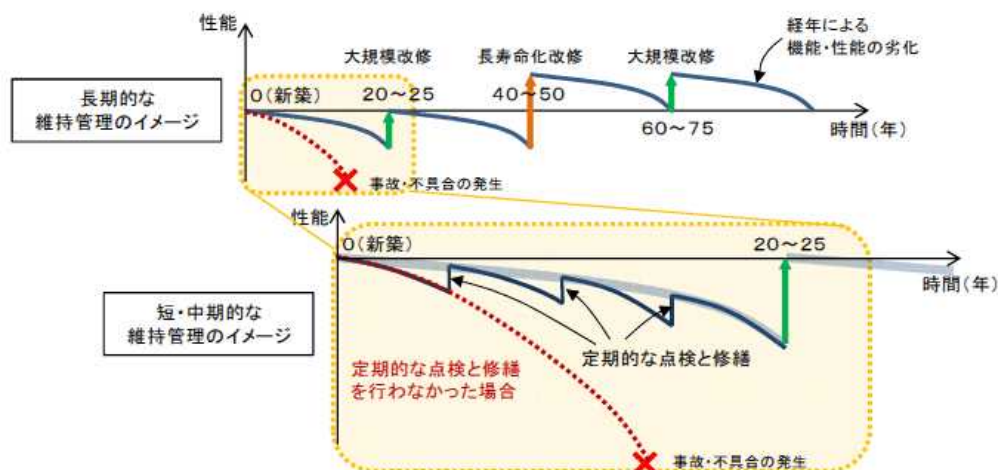 性能
大規模改修
長寿命化改修
大規模改修
経年による
機能・性能の劣化
長期的な
維持管理のイメージ
0(新築)
20~25
40~50
60~75
時間(年)
事故・不具合の発生
性能
0(新築)
20~25
時間(年)
短・中期的な
維持管理のイメージ
定期的な点検と修繕
定期的な点検と修繕
を行わなかった場合
事故・不具合の発生